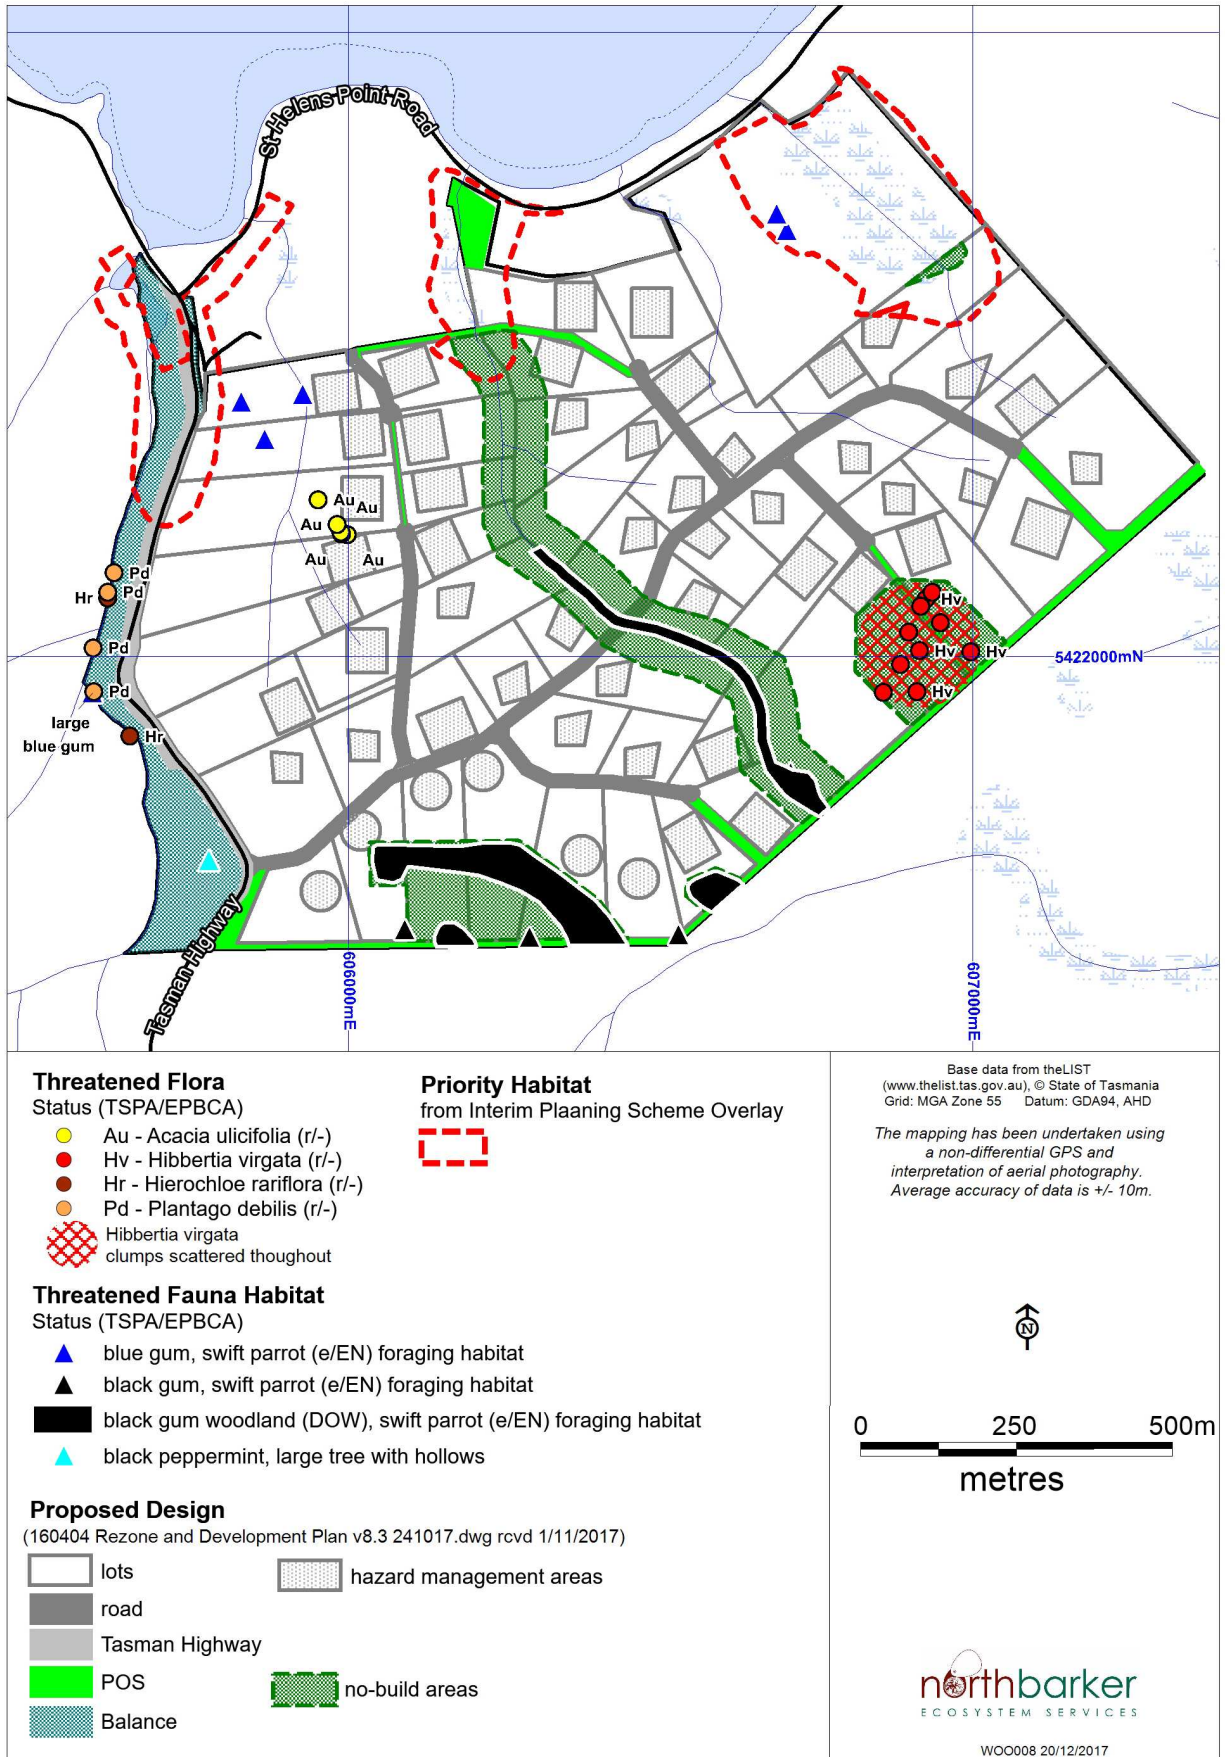 St Helens Point Road
Au
Au
Au
Au
Au
Pd
Pd
Hr
Pd
Pd
large
blue gum
Hr
Hv
Hv
Hv
Hv
5422000mN
Tasman Highway
606000mE
607000mE
Threatened Flora
Status (TSPA/EPBCA)
Au - Acacia ulicifolia (r/-)
Hv - Hibbertia virgata (r/-)
Hr - Hierochloe rariflora (r/-)
Pd - Plantago debilis (r/-)
Hibbertia virgata
clumps scattered thoughout
Priority Habitat
from Interim Plaaning Scheme Overlay
Threatened Fauna Habitat
Status (TSPA/EPBCA)
blue gum, swift parrot (e/EN) foraging habitat
black gum, swift parrot (e/EN) foraging habitat
black gum woodland (DOW), swift parrot (e/EN) foraging habitat
black peppermint, large tree with hollows
Proposed Design
(160404 Rezone and Development Plan v8.3 241017.dwg rcvd 1/11/2017)
lots
hazard management areas
road
Tasman Highway
POS
no-build areas
Balance
Base data from theLIST
(www.thelist.tas.gov.au), © State of Tasmania
Grid: MGA Zone 55 Datum: GDA94, AHD
The mapping has been undertaken using
a non-differential GPS and
interpretation of aerial photography.
Average accuracy of data is +/- 10m.
N
0 250 500m
metres
northbarker
ECOSYSTEM SERVICES
WOO008 20/12/2017